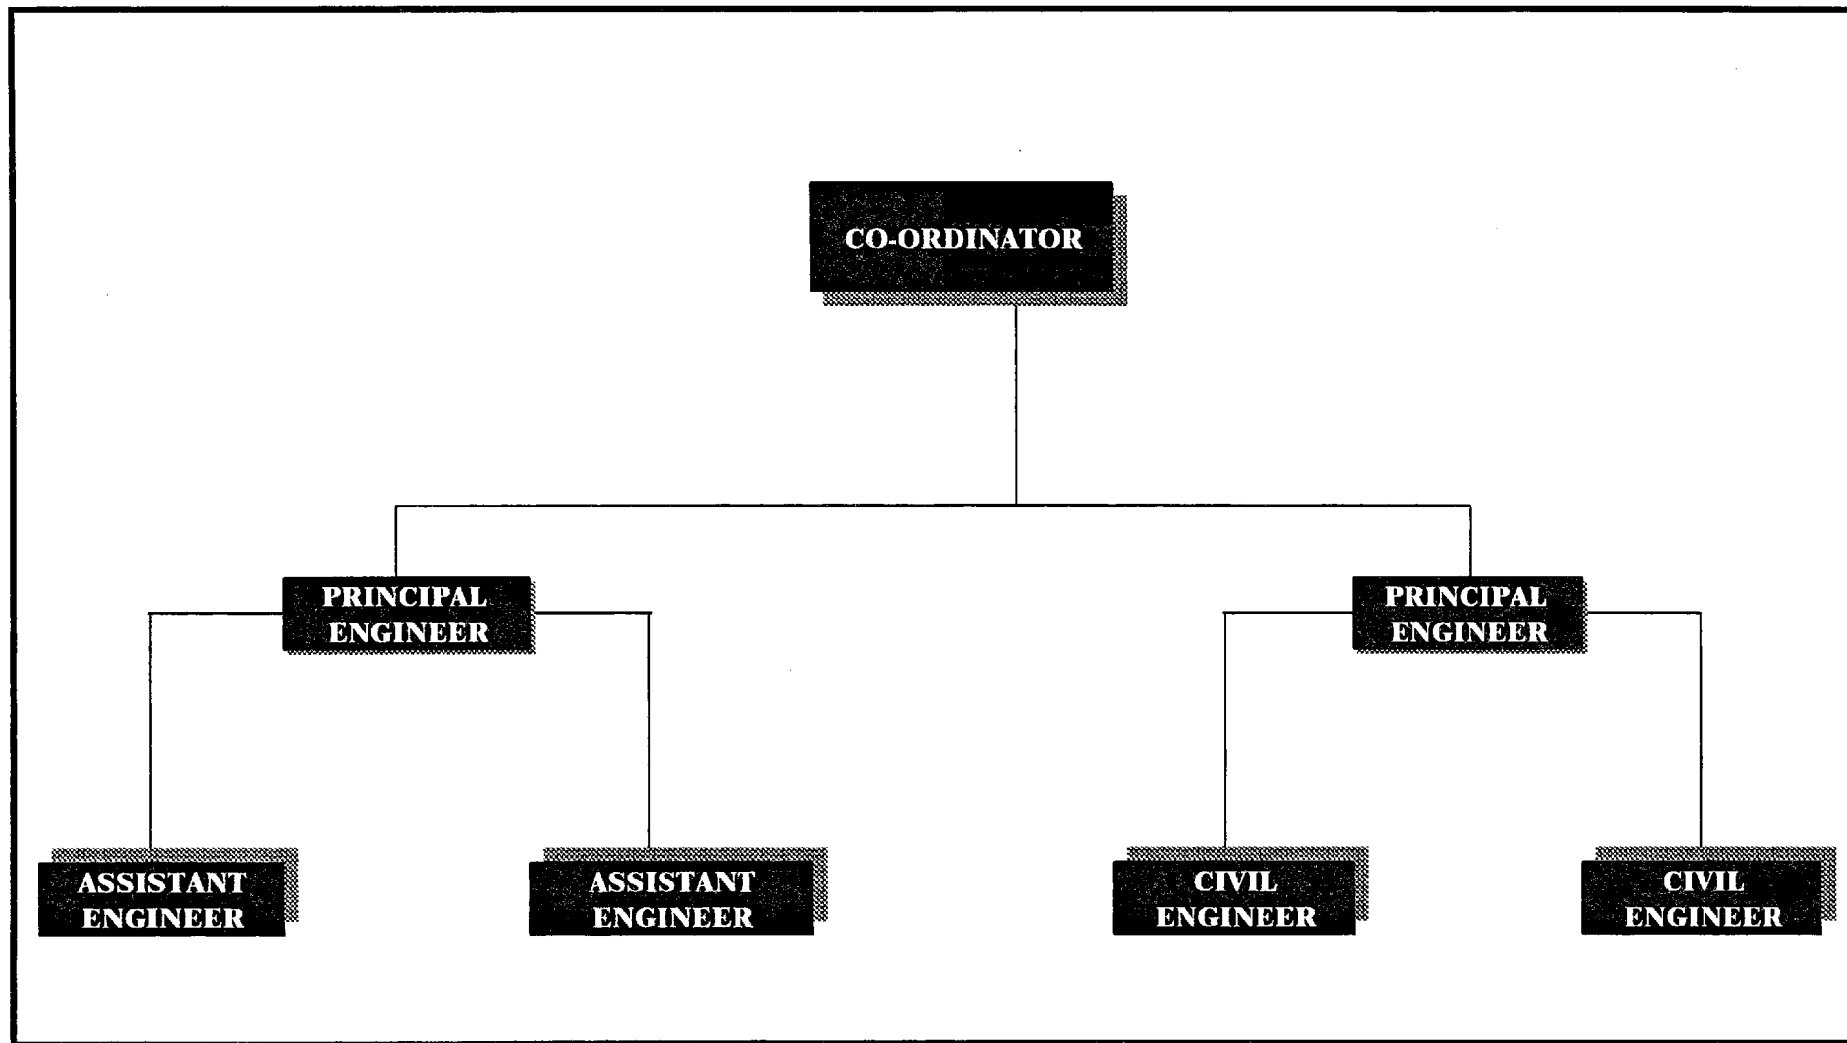 CO-ORDINATOR
PRINCIPAL
ENGINEER
PRINCIPAL
ENGINEER
ASSISTANT
ENGINEER
ASSISTANT
ENGINEER
CIVIL
ENGINEER
CIVIL
ENGINEER